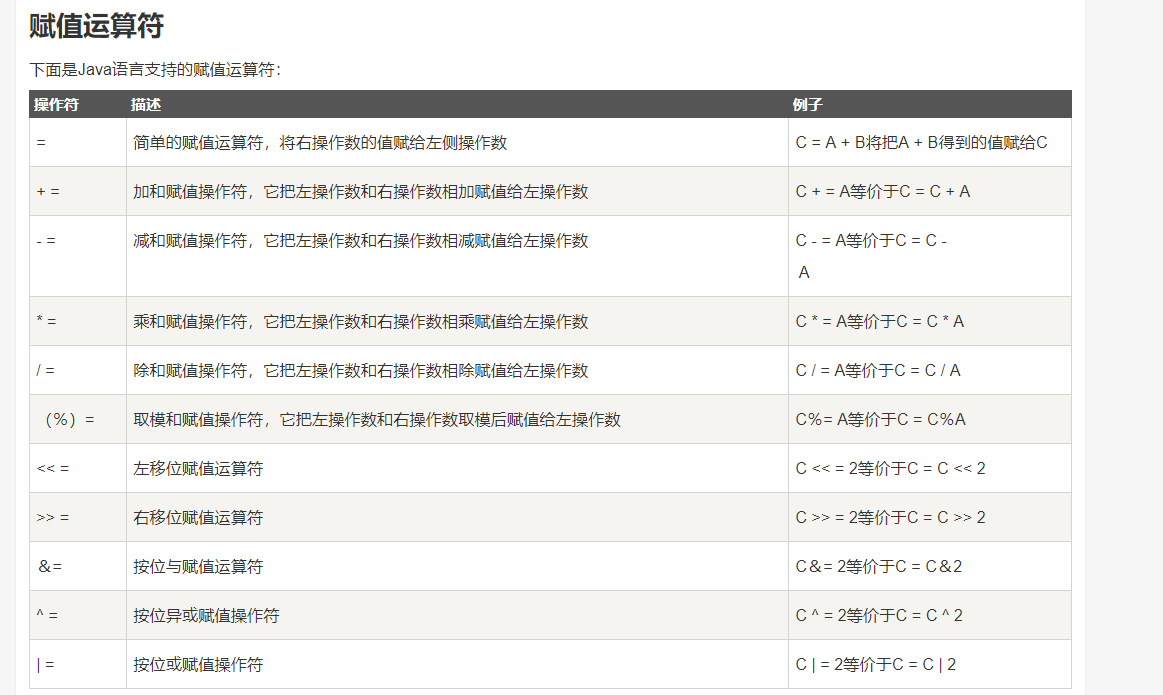 赋值运算符
下面是Java语言支持的赋值运算符：
操作符 描述 例子
= 简单的赋值运算符，将右操作数的值赋给左侧操作数 C = A + B将把A + B得到的值赋给C
+ = 加和赋值操作符，它把左操作数和右操作数相加赋值给左操作数 C + = A等价于C = C + A
- = 减和赋值操作符，它把左操作数和右操作数相减赋值给左操作数 C - = A等价于C = C -
A
* = 乘和赋值操作符，它把左操作数和右操作数相乘赋值给左操作数 C * = A等价于C = C * A
/ = 除和赋值操作符，它把左操作数和右操作数相除赋值给左操作数 C / = A等价于C = C / A
（%）= 取模和赋值操作符，它把左操作数和右操作数取模后赋值给左操作数 C%= A等价于C = C%A
<< = 左移位赋值运算符 C << = 2等价于C = C << 2
>> = 右移位赋值运算符 C >> = 2等价于C = C >> 2
＆= 按位与赋值运算符 C＆= 2等价于C = C＆2
^ = 按位异或赋值操作符 C ^ = 2等价于C = C ^ 2
| = 按位或赋值操作符 C | = 2等价于C = C | 2